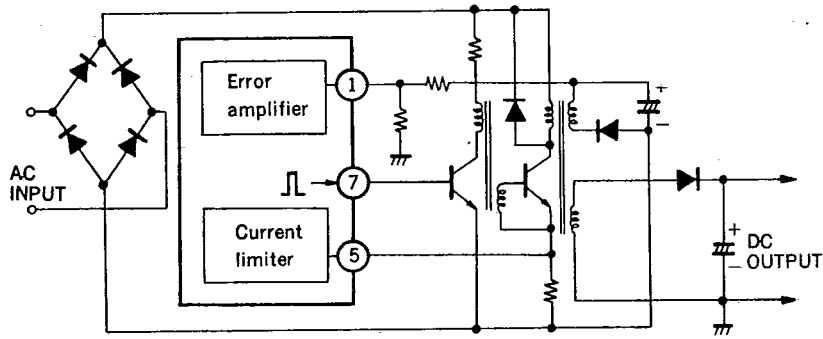 Error
amplifier
1
AC
INPUT
7
Current
limiter
5
+
-
+
-
DC
OUTPUT